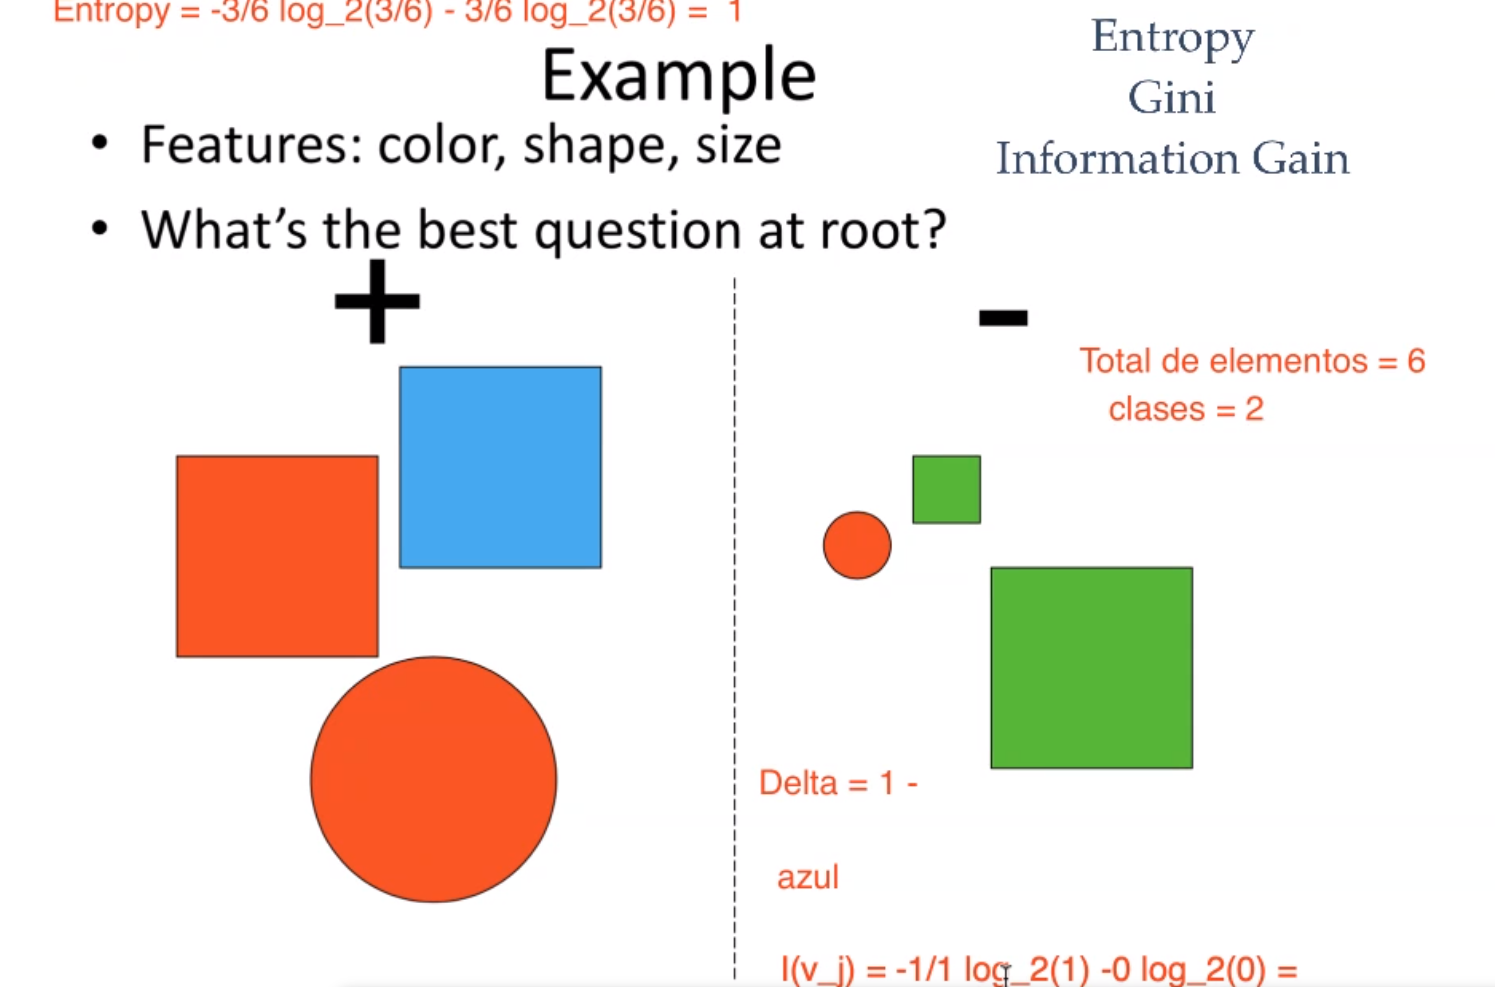 Entropy = -3/6 log_2(3/6) - 3/6 log_2(3/6) = 1
Example
Entropy
Gini
Information Gain
• Features: color, shape, size
• What's the best question at root?
+
-
Total de elementos = 6
clases = 2
Delta = 1 -
azul
I(v_j) = -1/1 log_2(1) -0 log_2(0) =